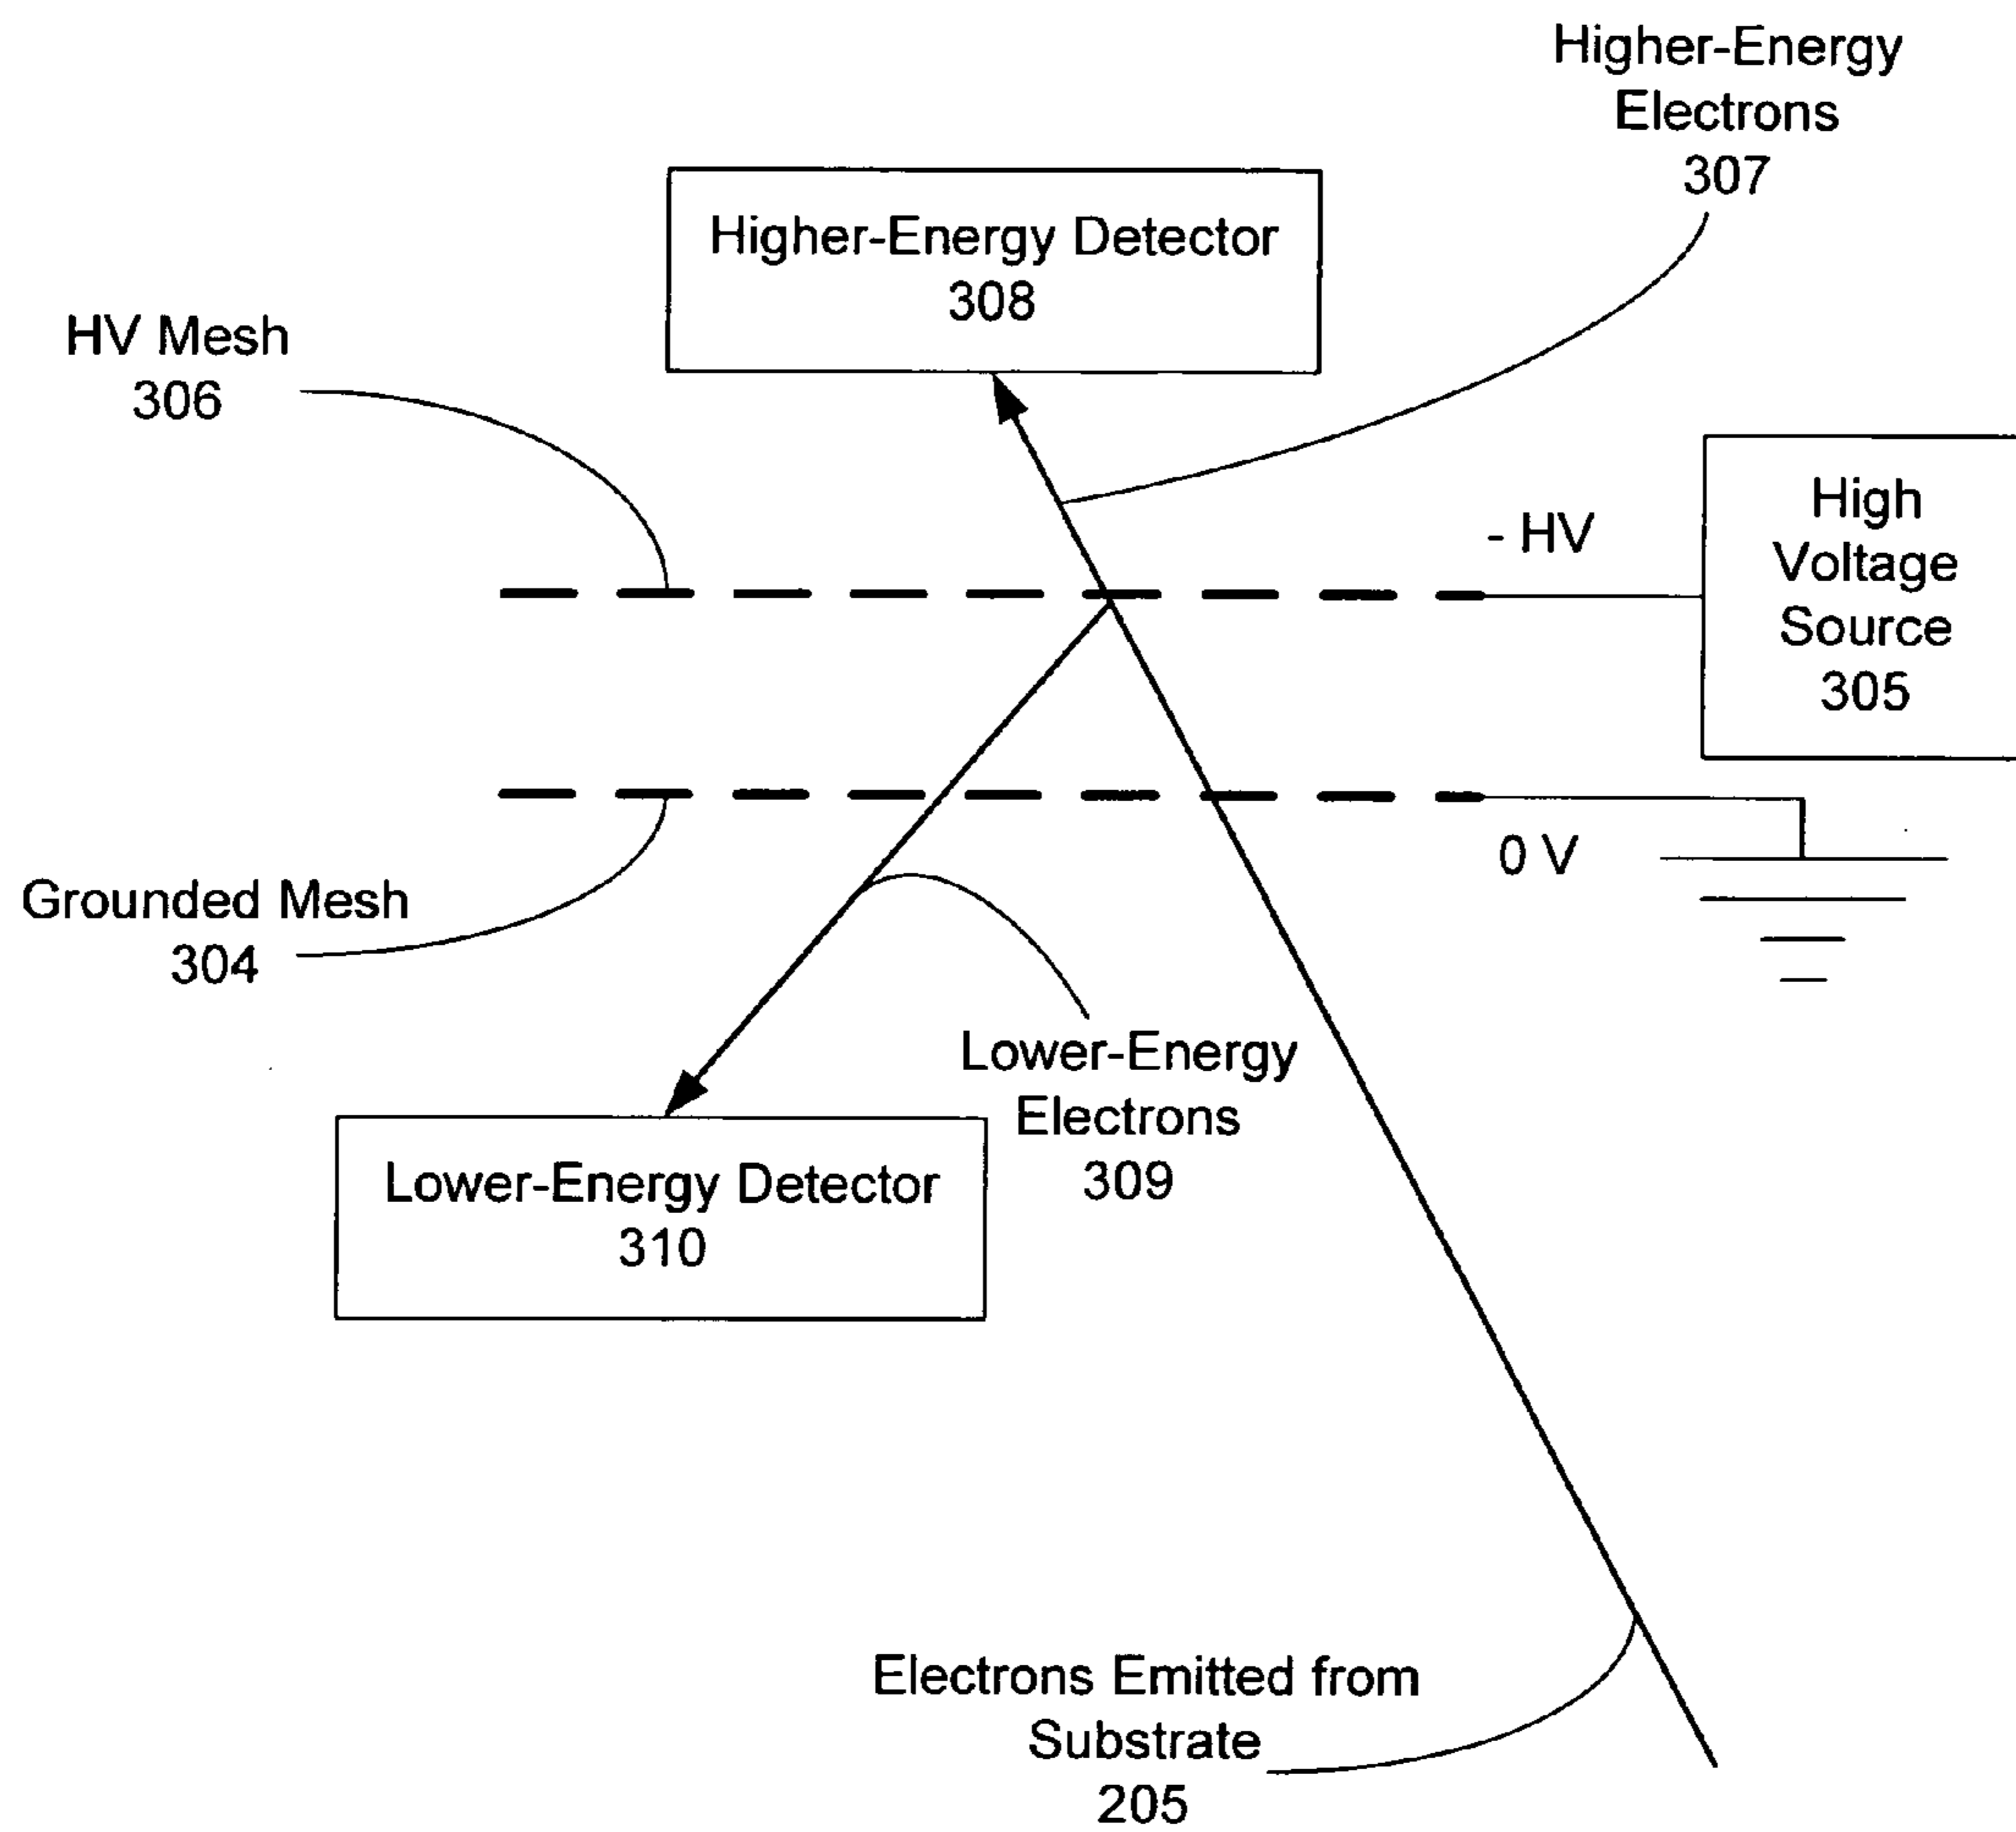 Higher-Energy
Electrons
307
Higher-Energy Detector
308
HV Mesh
306
- HV
High
Voltage
Source
305
0 V
Grounded Mesh
304
Lower-Energy
Electrons
309
Lower-Energy Detector
310
Electrons Emitted from
Substrate
205